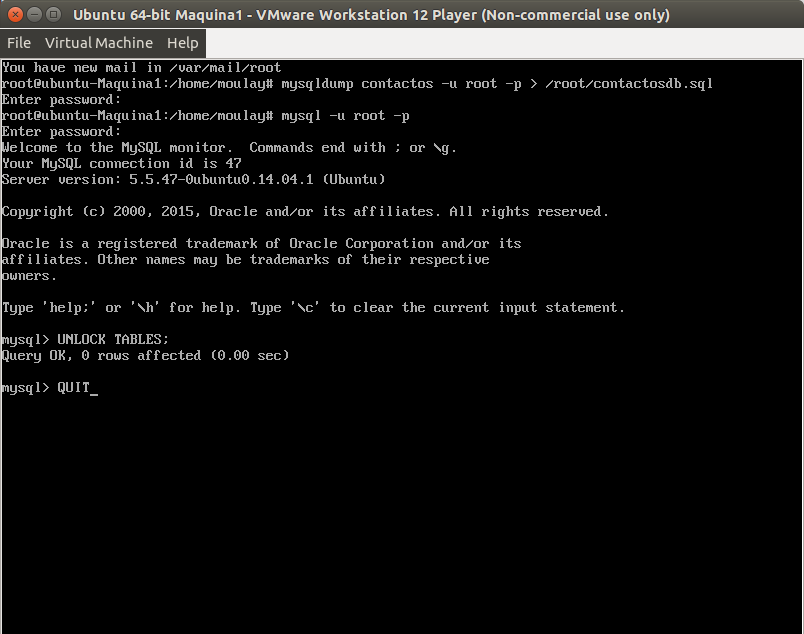 Ubuntu 64-bit Maquina1 - VMware Workstation 12 Player (Non-commercial use only)
File Virtual Machine Help
You have new mail in /var/mail/root
root@ubuntu-Maquina1:/home/moulay# mysqldump contactos -u root -p > /root/contactosdb.sql
Enter password:
root@ubuntu-Maquina1:/home/moulay# mysql -u root -p
Enter password:
Welcome to the MySQL monitor.  Commands end with ; or \g.
Your MySQL connection id is 47
Server version: 5.5.47-0ubuntu0.14.04.1 (Ubuntu)
Copyright (c) 2000, 2015, Oracle and/or its affiliates. All rights reserved.
Oracle is a registered trademark of Oracle Corporation and/or its
affiliates. Other names may be trademarks of their respective
owners.
Type 'help;' or '\h' for help. Type '\c' to clear the current input statement.
mysql> UNLOCK TABLES;
Query OK, 0 rows affected (0.00 sec)
mysql> QUIT_